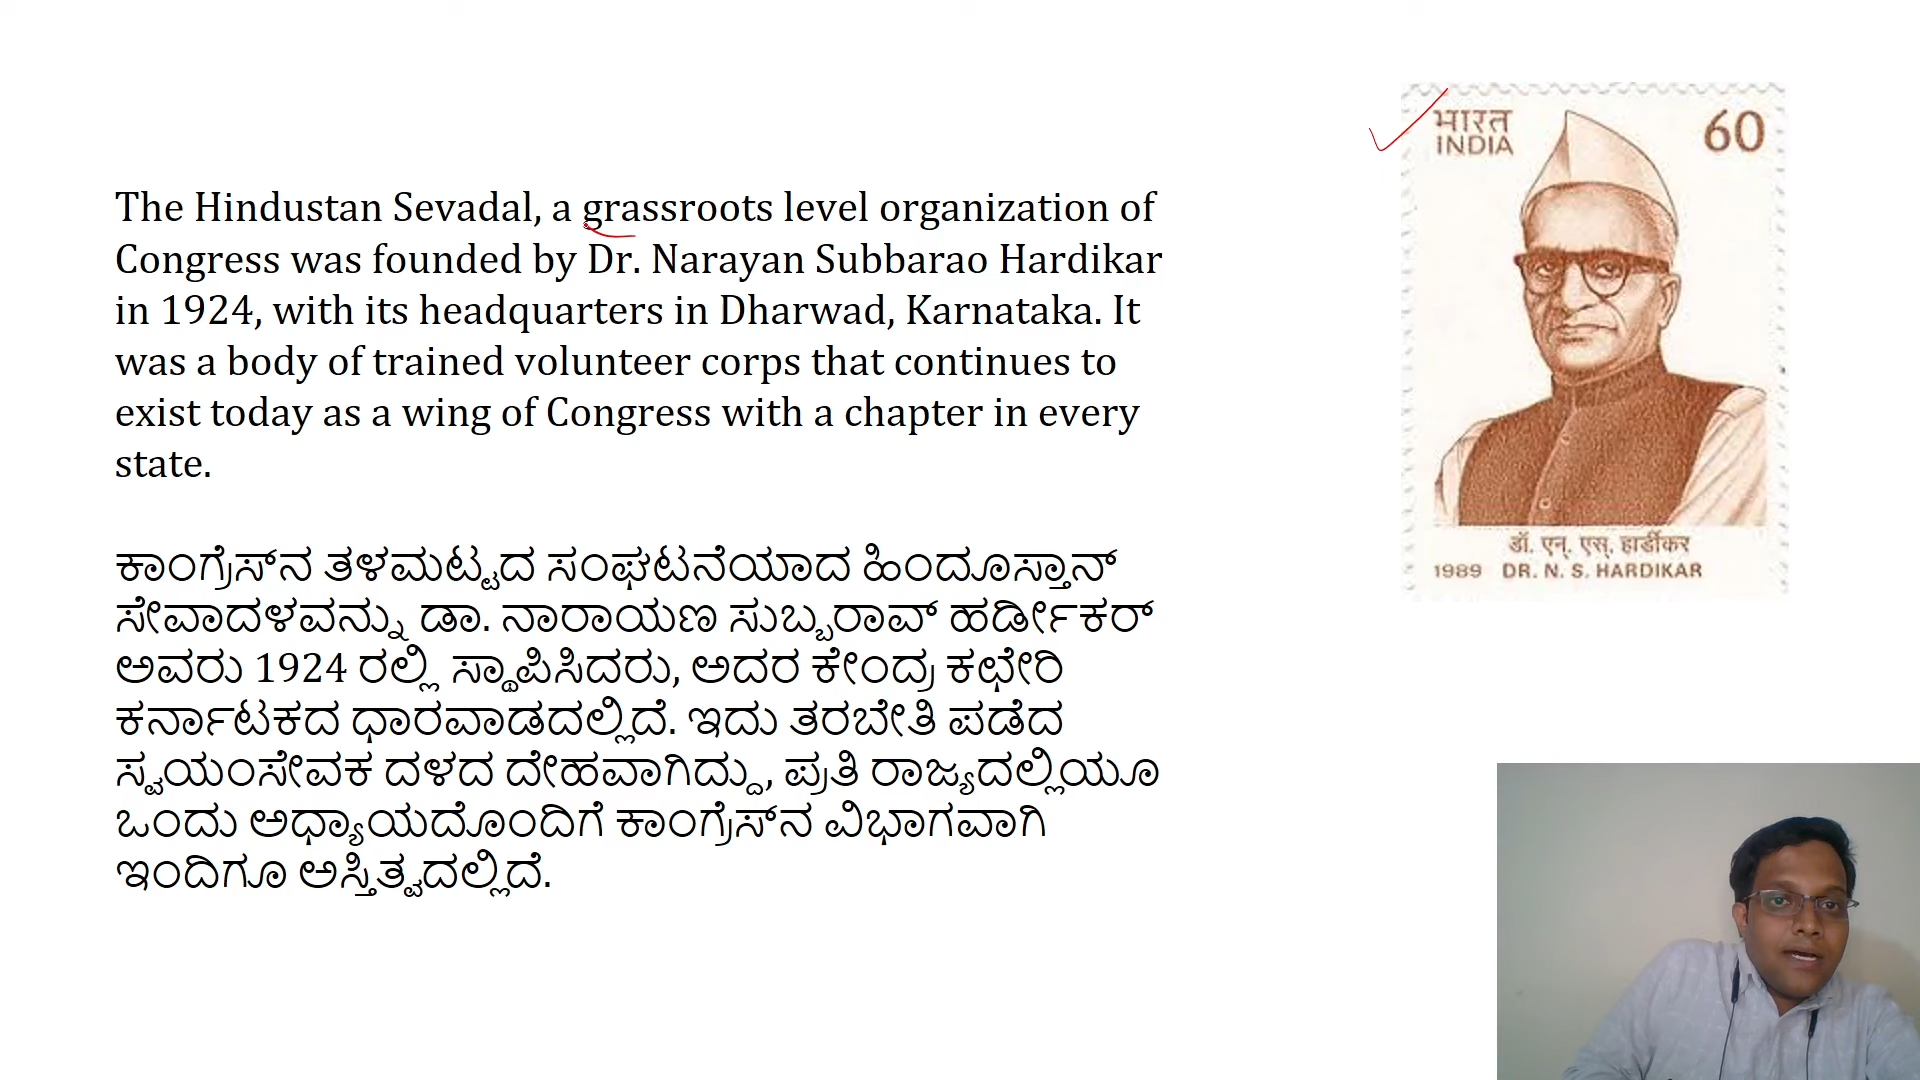 The Hindustan Sevadal, a grassroots level organization of
Congress was founded by Dr. Narayan Subbarao Hardikar
in 1924, with its headquarters in Dharwad, Karnataka. It
was a body of trained volunteer corps that continues to
exist today as a wing of Congress with a chapter in every
state.
ಕಾಂಗ್ರೆಸ್‌ನ ತಳಮಟ್ಟದ ಸಂಘಟನೆಯಾದ ಹಿಂದೂಸ್ತಾನ್
ಸೇವಾದಳವನ್ನು ಡಾ. ನಾರಾಯಣ ಸುಬ್ಬರಾವ್ ಹರ್ಡೀಕರ್
ಅವರು 1924 ರಲ್ಲಿ ಸ್ಥಾಪಿಸಿದರು, ಅದರ ಕೇಂದ್ರ ಕಛೇರಿ
ಕರ್ನಾಟಕದ ಧಾರವಾಡದಲ್ಲಿದೆ. ಇದು ತರಬೇತಿ ಪಡೆದ
ಸ್ವಯಂಸೇವಕ ದಳದ ದೇಹವಾಗಿದ್ದು, ಪ್ರತಿ ರಾಜ್ಯದಲ್ಲಿಯೂ
ಒಂದು ಅಧ್ಯಾಯದೊಂದಿಗೆ ಕಾಂಗ್ರೆಸ್‌ನ ವಿಭಾಗವಾಗಿ
ಇಂದಿಗೂ ಅಸ್ತಿತ್ವದಲ್ಲಿದೆ.
भारत 60
INDIA
डॉ. एन्. एस्. हार्डीकर
1989 DR. N. S. HARDIKAR